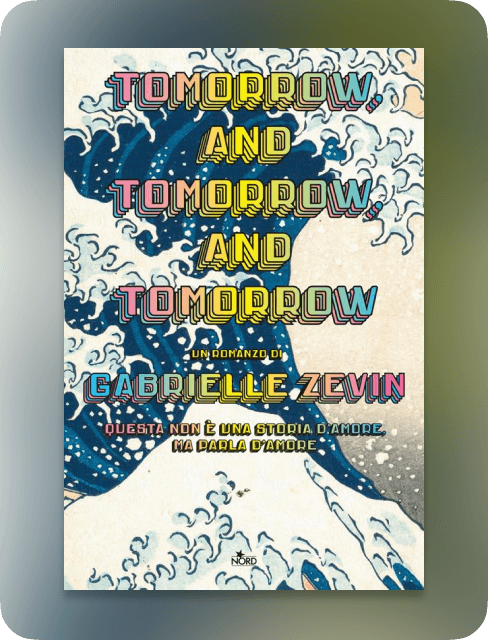 TOMORROW,
AND
TOMORROW,
AND
TOMORROW
UN ROMANZO DI
GABRIELLE ZEVIN
QUESTA NON È UNA STORIA D'AMORE,
MA PARLA D'AMORE
NORD